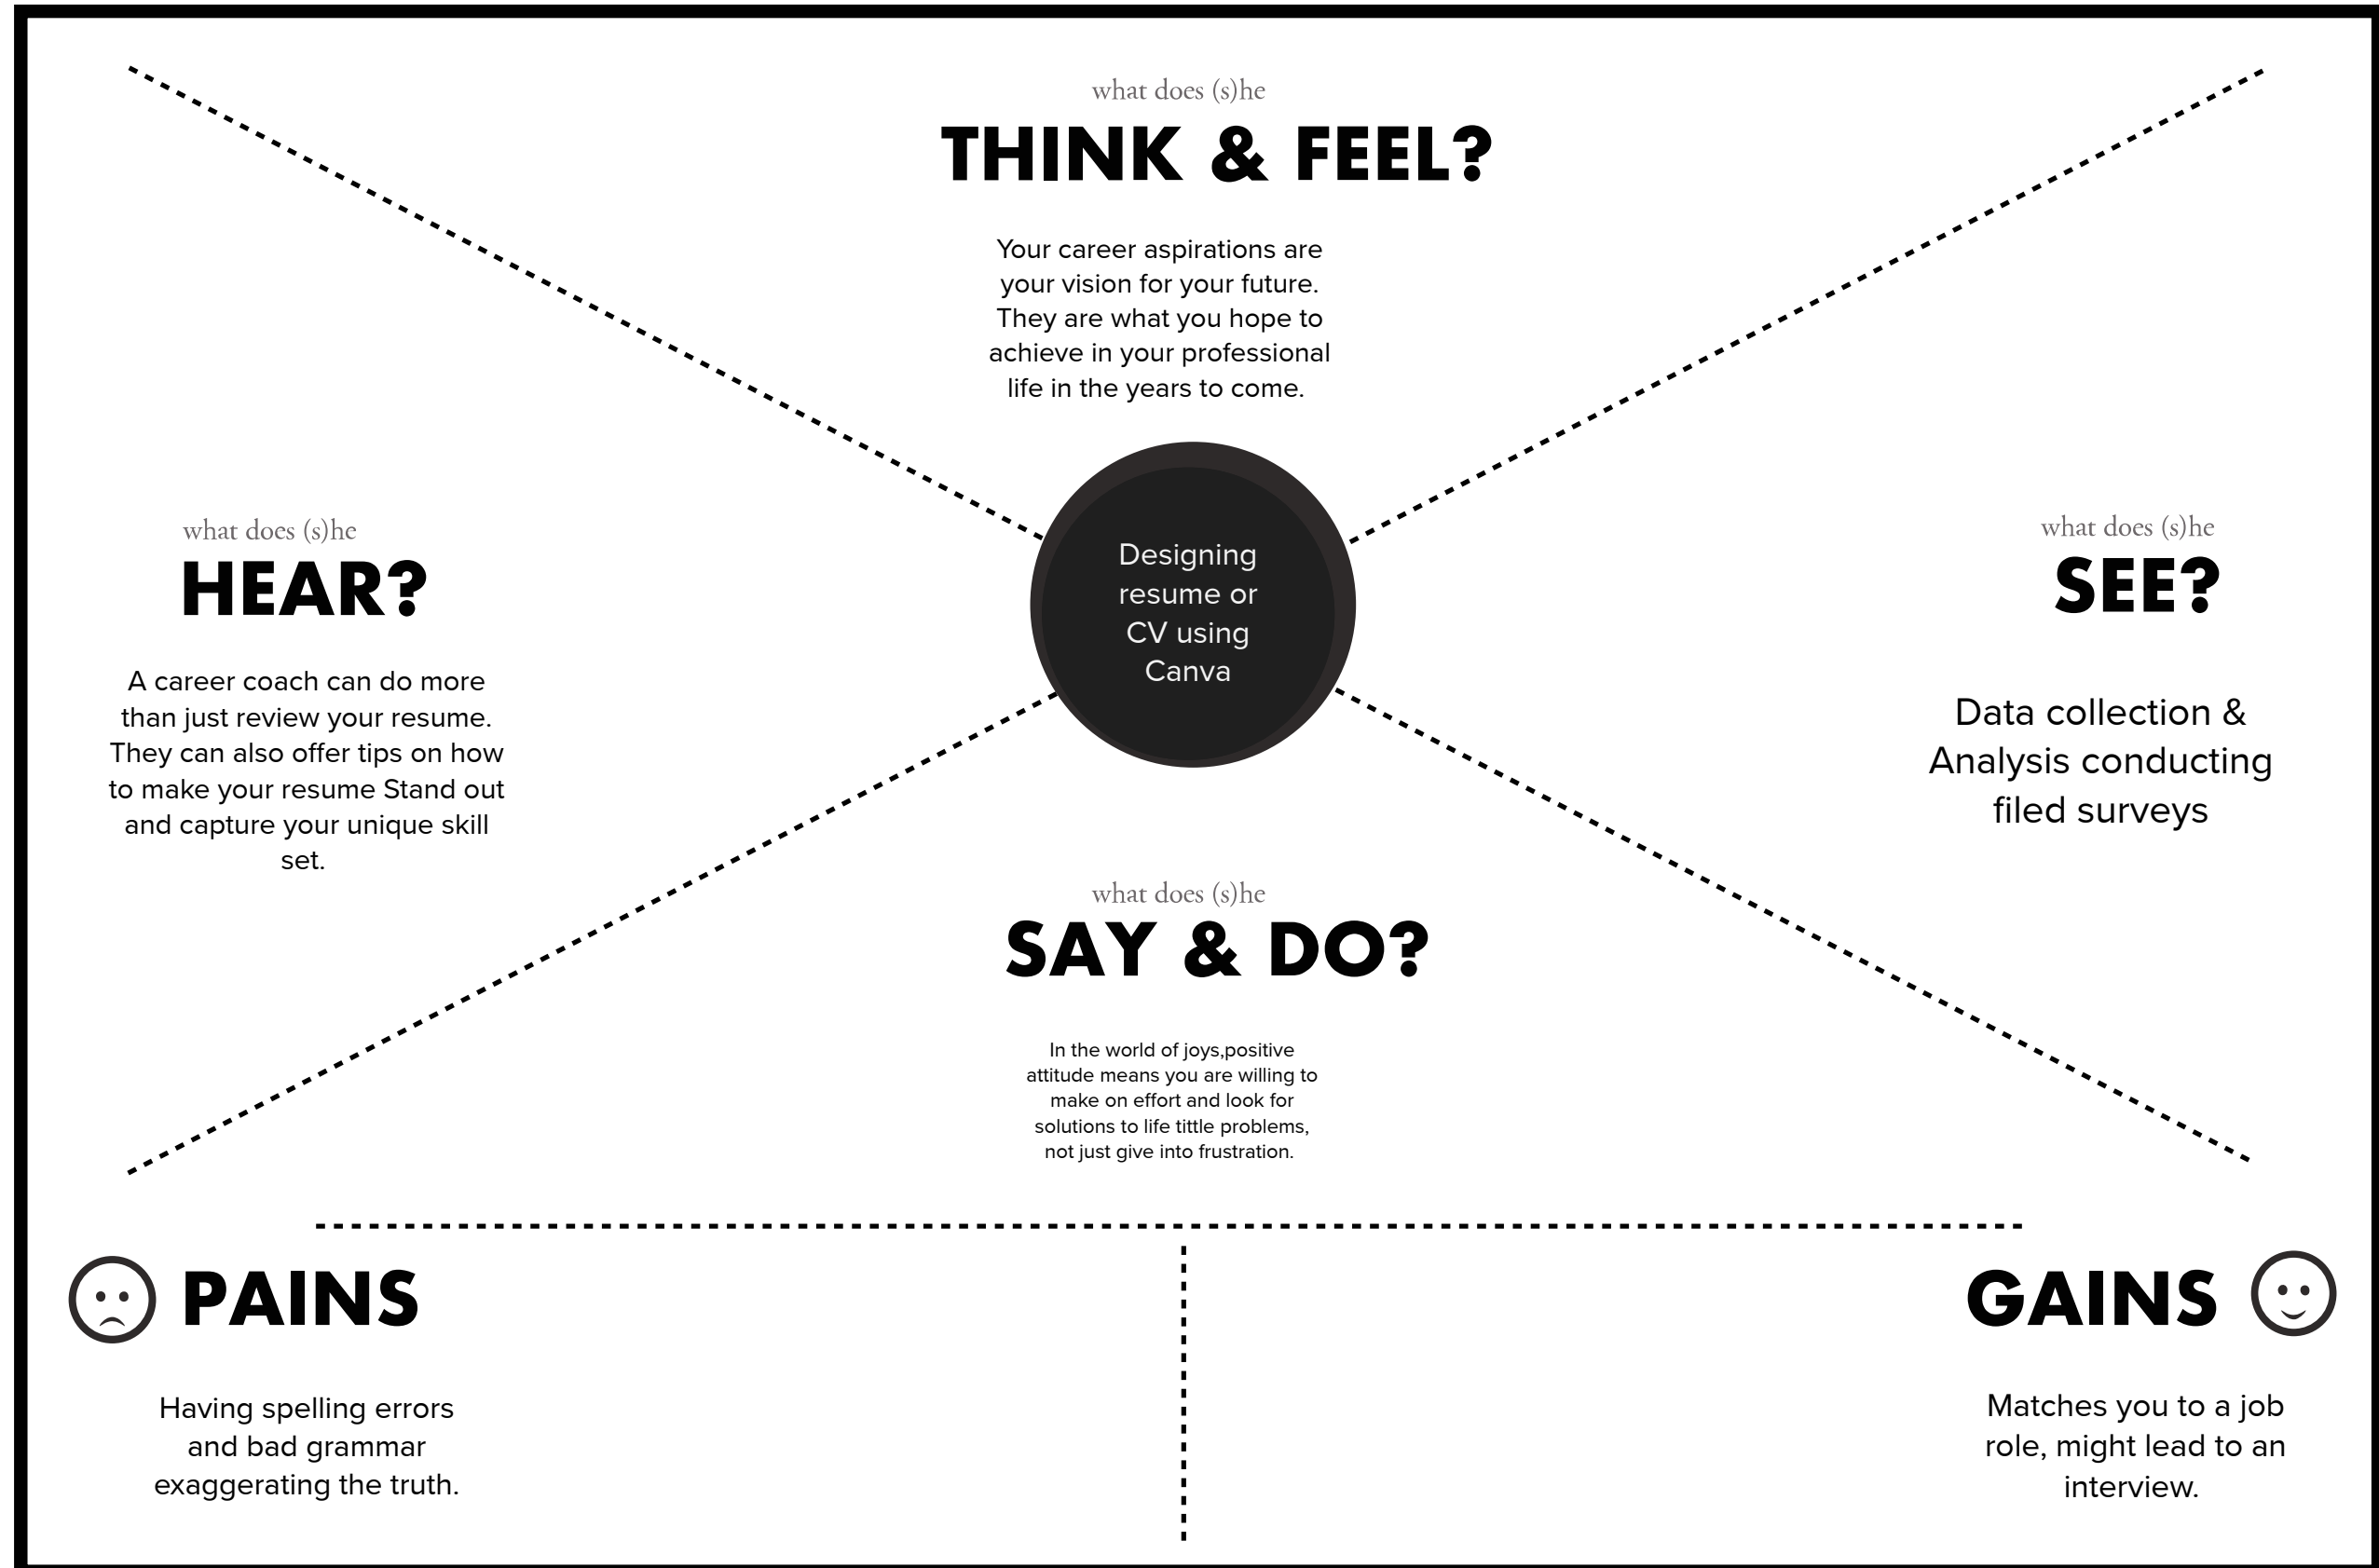 what does (s)he
THINK & FEEL?
Your career aspirations are
your vision for your future.
They are what you hope to
achieve in your professional
life in the years to come.
what does (s)he
HEAR?
A career coach can do more
than just review your resume.
They can also offer tips on how
to make your resume Stand out
and capture your unique skill
set.
Designing
resume or
CV using
Canva
what does (s)he
SEE?
Data collection &
Analysis conducting
filed surveys
what does (s)he
SAY & DO?
In the world of joys,positive
attitude means you are willing to
make on effort and look for
solutions to life tittle problems,
not just give into frustration.
PAINS
Having spelling errors
and bad grammar
exaggerating the truth.
GAINS
Matches you to a job
role, might lead to an
interview.